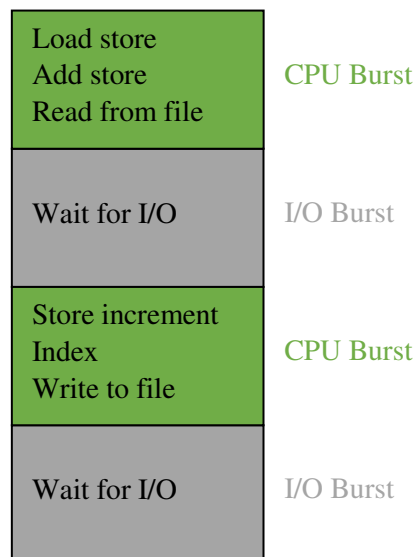 Load store
Add store
Read from file
CPU Burst
Wait for I/O
I/O Burst
Store increment
Index
Write to file
CPU Burst
Wait for I/O
I/O Burst